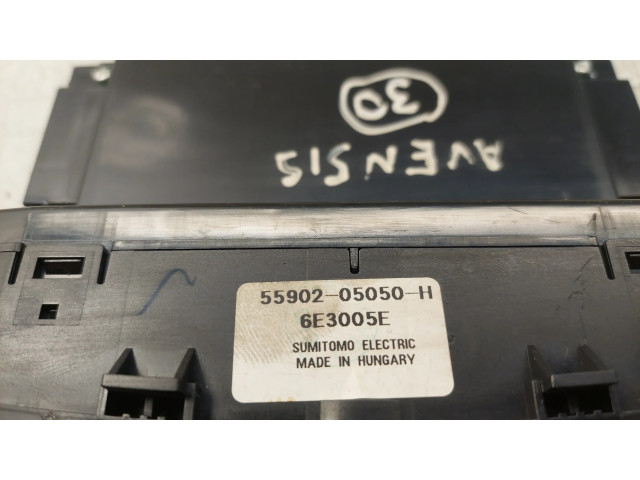 30
AVENSIS
55902-05050-H
6E3005E
SUMITOMO ELECTRIC
MADE IN HUNGARY